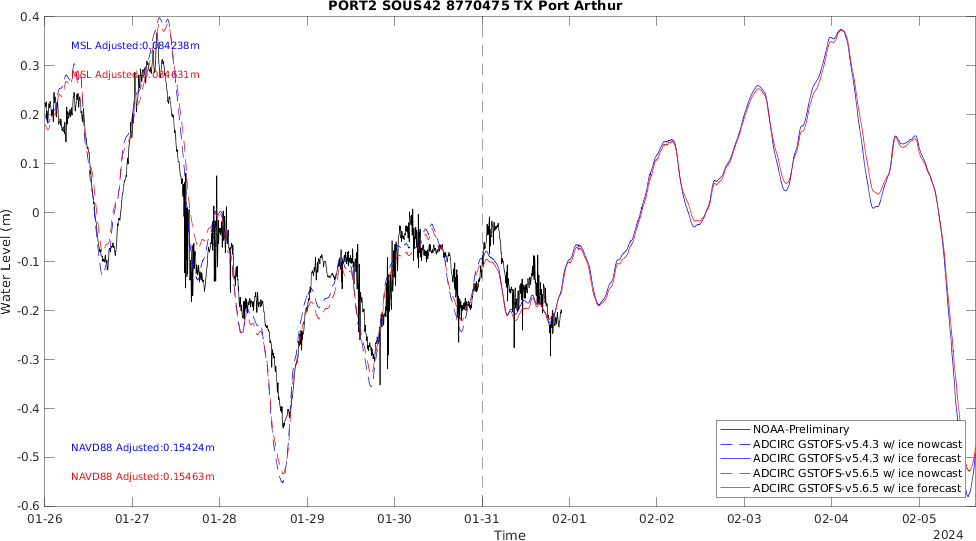 PORT2 SOUS42 8770475 TX Port Arthur
0.4
MSL Adjusted:0.084238m
0.3
MSL Adjusted:0.084631m
0.2
0.1
0
-0.1
-0.2
-0.3
-0.4
-0.5
-0.6
Water Level (m)
NAVD88 Adjusted:0.15424m
NAVD88 Adjusted:0.15463m
NOAA-Preliminary
ADCIRC GSTOFS-v5.4.3 w/ ice nowcast
ADCIRC GSTOFS-v5.4.3 w/ ice forecast
ADCIRC GSTOFS-v5.6.5 w/ ice nowcast
ADCIRC GSTOFS-v5.6.5 w/ ice forecast
01-26 01-27 01-28 01-29 01-30 01-31 02-01 02-02 02-03 02-04 02-05
Time
2024